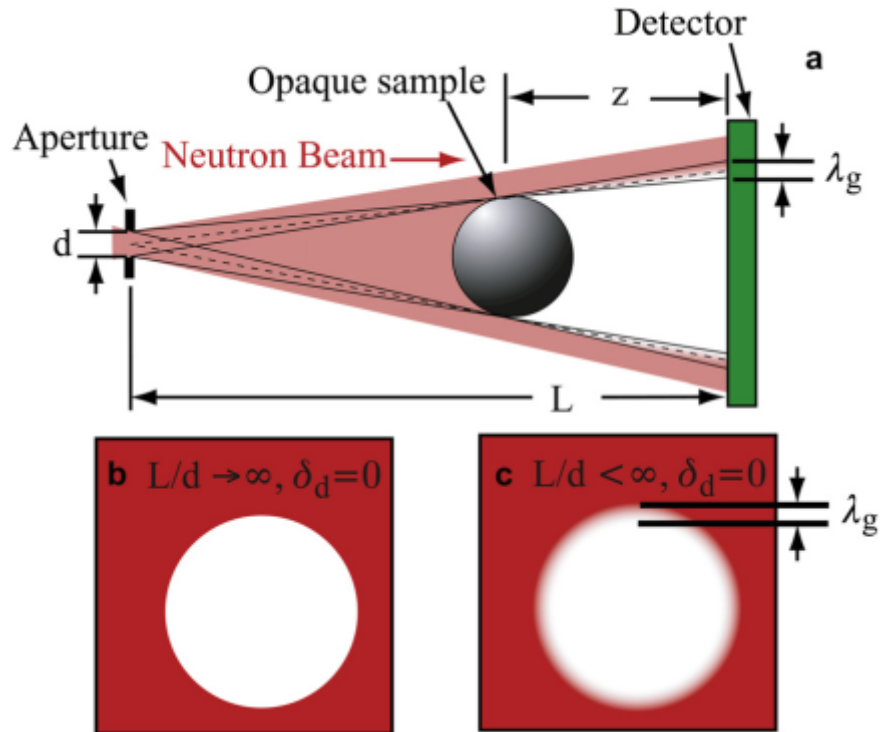 Detector
a
Opaque sample
z
Aperture
Neutron Beam
λg
d
L
b L/d →∞, δd=0
c L/d <∞, δd=0
λg